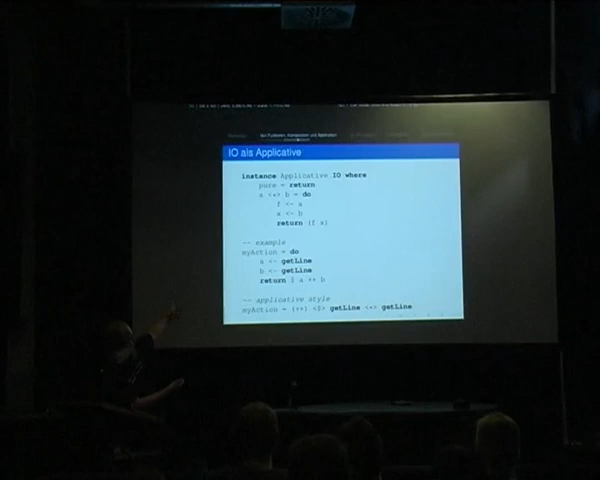 IO als Applicative
instance Applicative IO where
pure = return
a <*> b = do
f <- a
x <- b
return (f x)
-- example
myAction = do
a <- getLine
b <- getLine
return $ a ++ b
-- applicative style
myAction = (++) <$> getLine <*> getLine